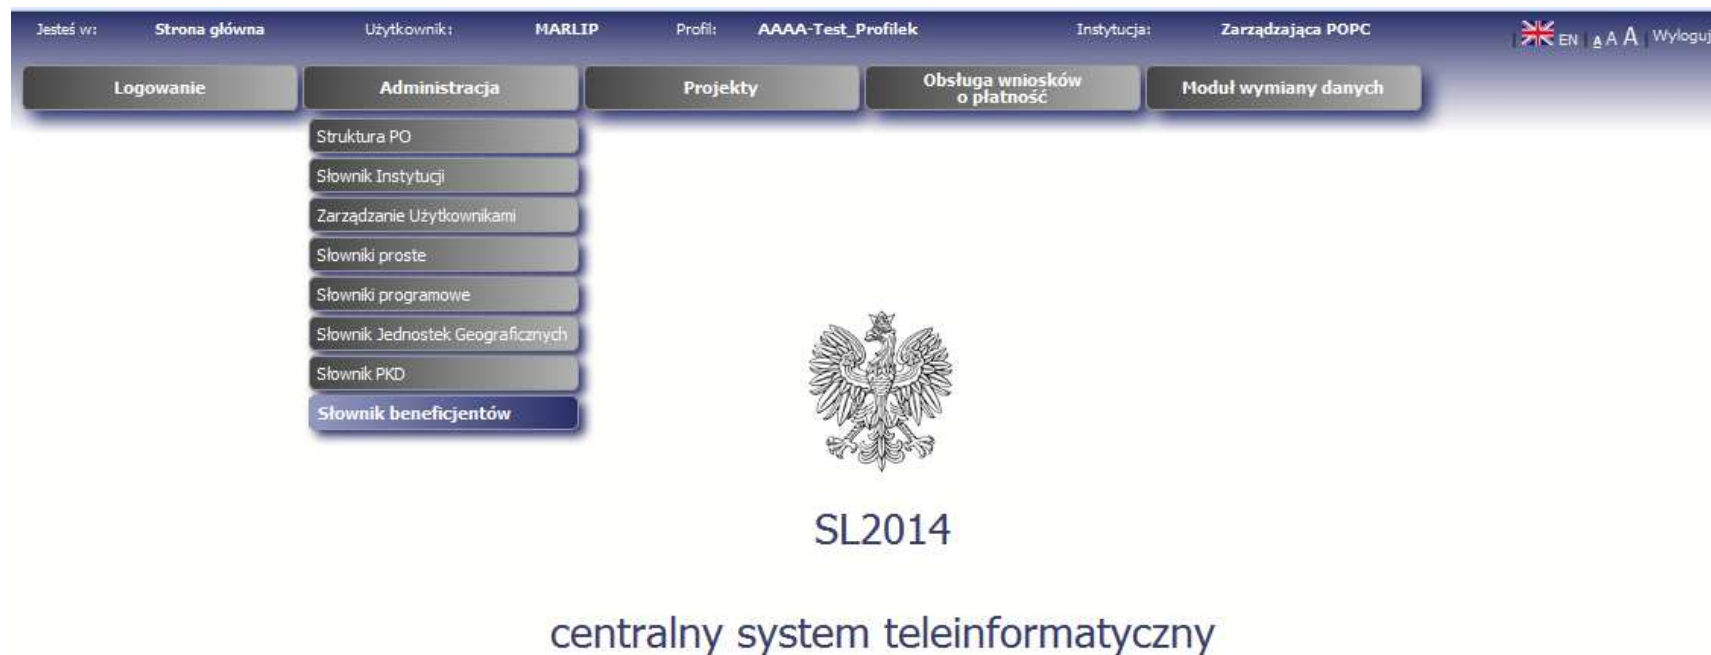 Jesteś w: Strona główna Użytkownik: MARLIP Profil: AAAA-Test_Profilek Instytucja: Zarządzająca POPC | EN | A A A | Wyloguj
Logowanie Administracja Projekty Obsługa wniosków o płatność Moduł wymiany danych
Struktura PO
Słownik Instytucji
Zarządzanie Użytkownikami
Słowniki proste
Słowniki programowe
Słownik Jednostek Geograficznych
Słownik PKD
Słownik beneficjentów
SL2014
centralny system teleinformatyczny